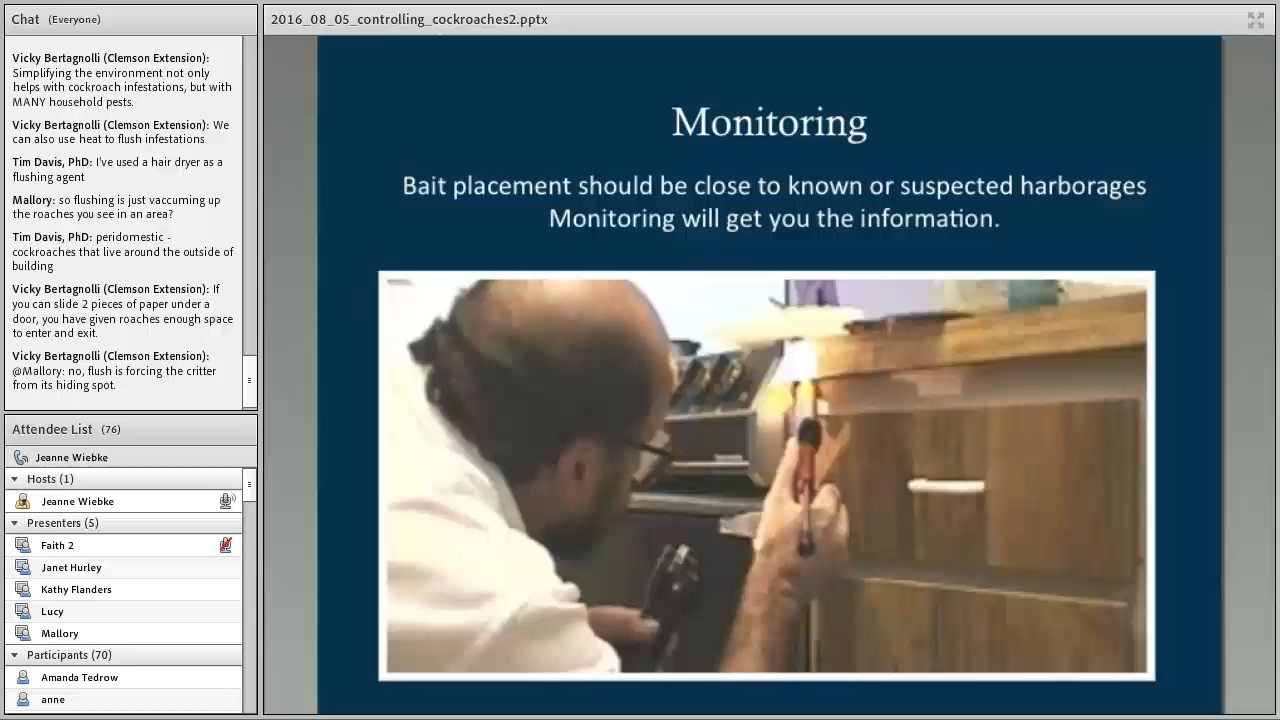 Chat (Everyone)
Vicky Bertagnolli (Clemson Extension):
Simplifying the environment not only
helps with cockroach infestations, but with
MANY household pests.
Vicky Bertagnolli (Clemson Extension): We
can also use heat to flush infestations
Tim Davis, PhD: I've used a hair dryer as a
flushing agent
Mallory: so flushing is just vaccuming up
the roaches you see in an area?
Tim Davis, PhD: peridomestic -
cockroaches that live around the outside of
building
Vicky Bertagnolli (Clemson Extension): If
you can slide 2 pieces of paper under a
door, you have given roaches enough space
to enter and exit.
Vicky Bertagnolli (Clemson Extension):
@Mallory: no, flush is forcing the critter
from its hiding spot.
Attendee List (76)
Jeanne Wiebke
Hosts (1)
Jeanne Wiebke
Presenters (5)
Faith 2
Janet Hurley
Kathy Flanders
Lucy
Mallory
Participants (70)
Amanda Tedrow
anne
2016_08_05_controlling_cockroaches2.pptx
Monitoring
Bait placement should be close to known or suspected harborages
Monitoring will get you the information.